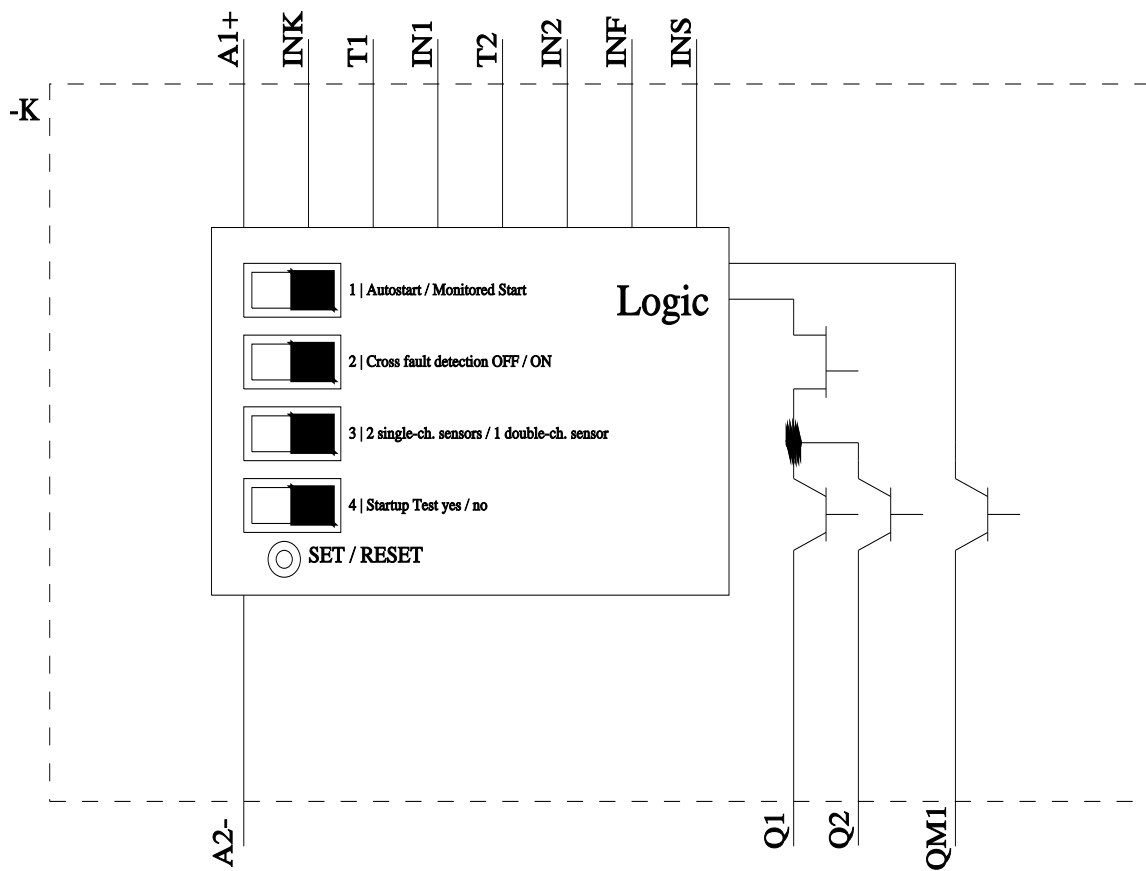 A1+
INK
T1
IN1
T2
IN2
INF
INS
-K
1 | Autostart / Monitored Start
Logic
2 | Cross fault detection OFF / ON
3 | 2 single-ch. sensors / 1 double-ch. sensor
4 | Startup Test yes / no
SET / RESET
A2-
Q1
Q2
QM1